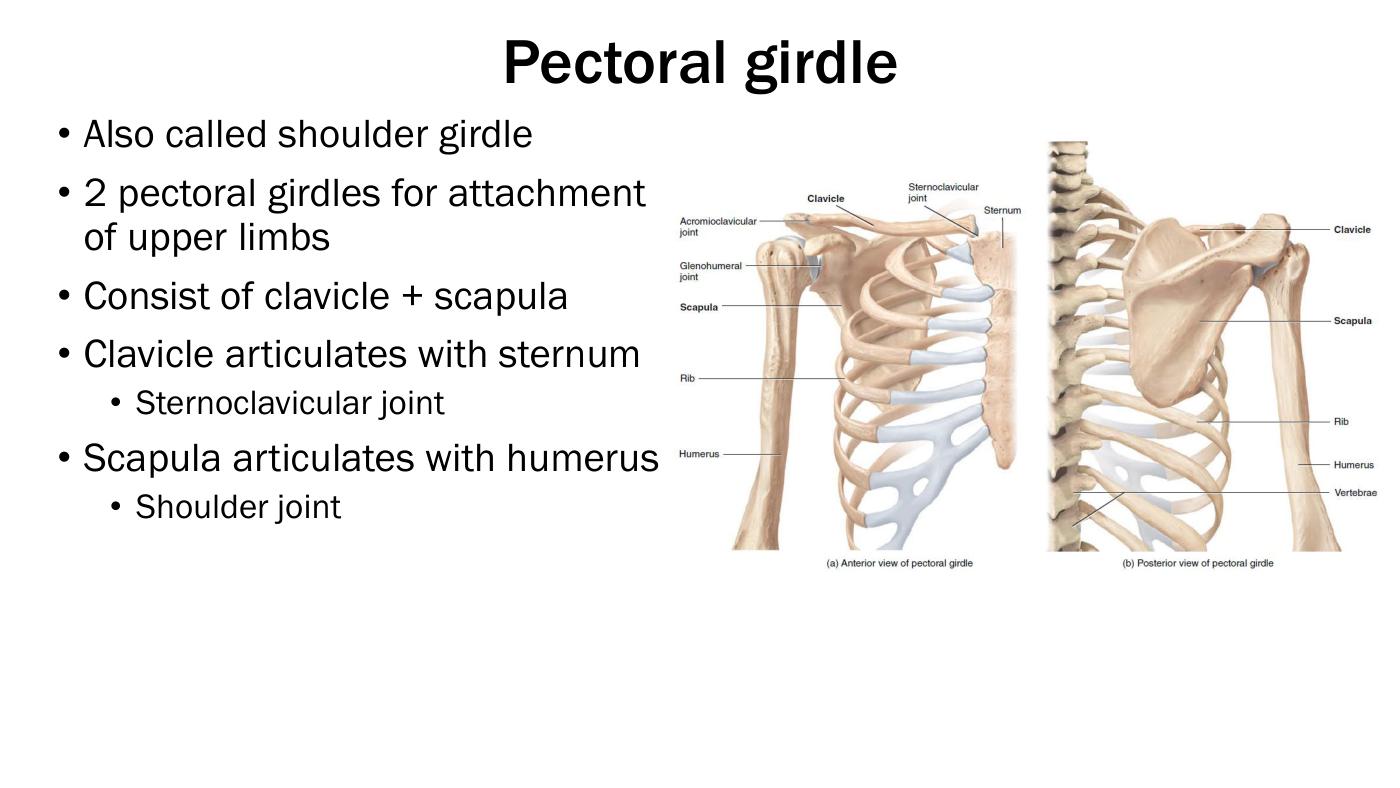 Pectoral girdle
• Also called shoulder girdle
• 2 pectoral girdles for attachment
of upper limbs
• Consist of clavicle + scapula
• Clavicle articulates with sternum
• Sternoclavicular joint
• Scapula articulates with humerus
• Shoulder joint
Clavicle
Sternoclavicular
joint
Sternum
Acromioclavicular
joint
Glenohumeral
joint
Scapula
Rib
Humerus
(a) Anterior view of pectoral girdle
Clavicle
Scapula
Rib
Humerus
Vertebrae
(b) Posterior view of pectoral girdle